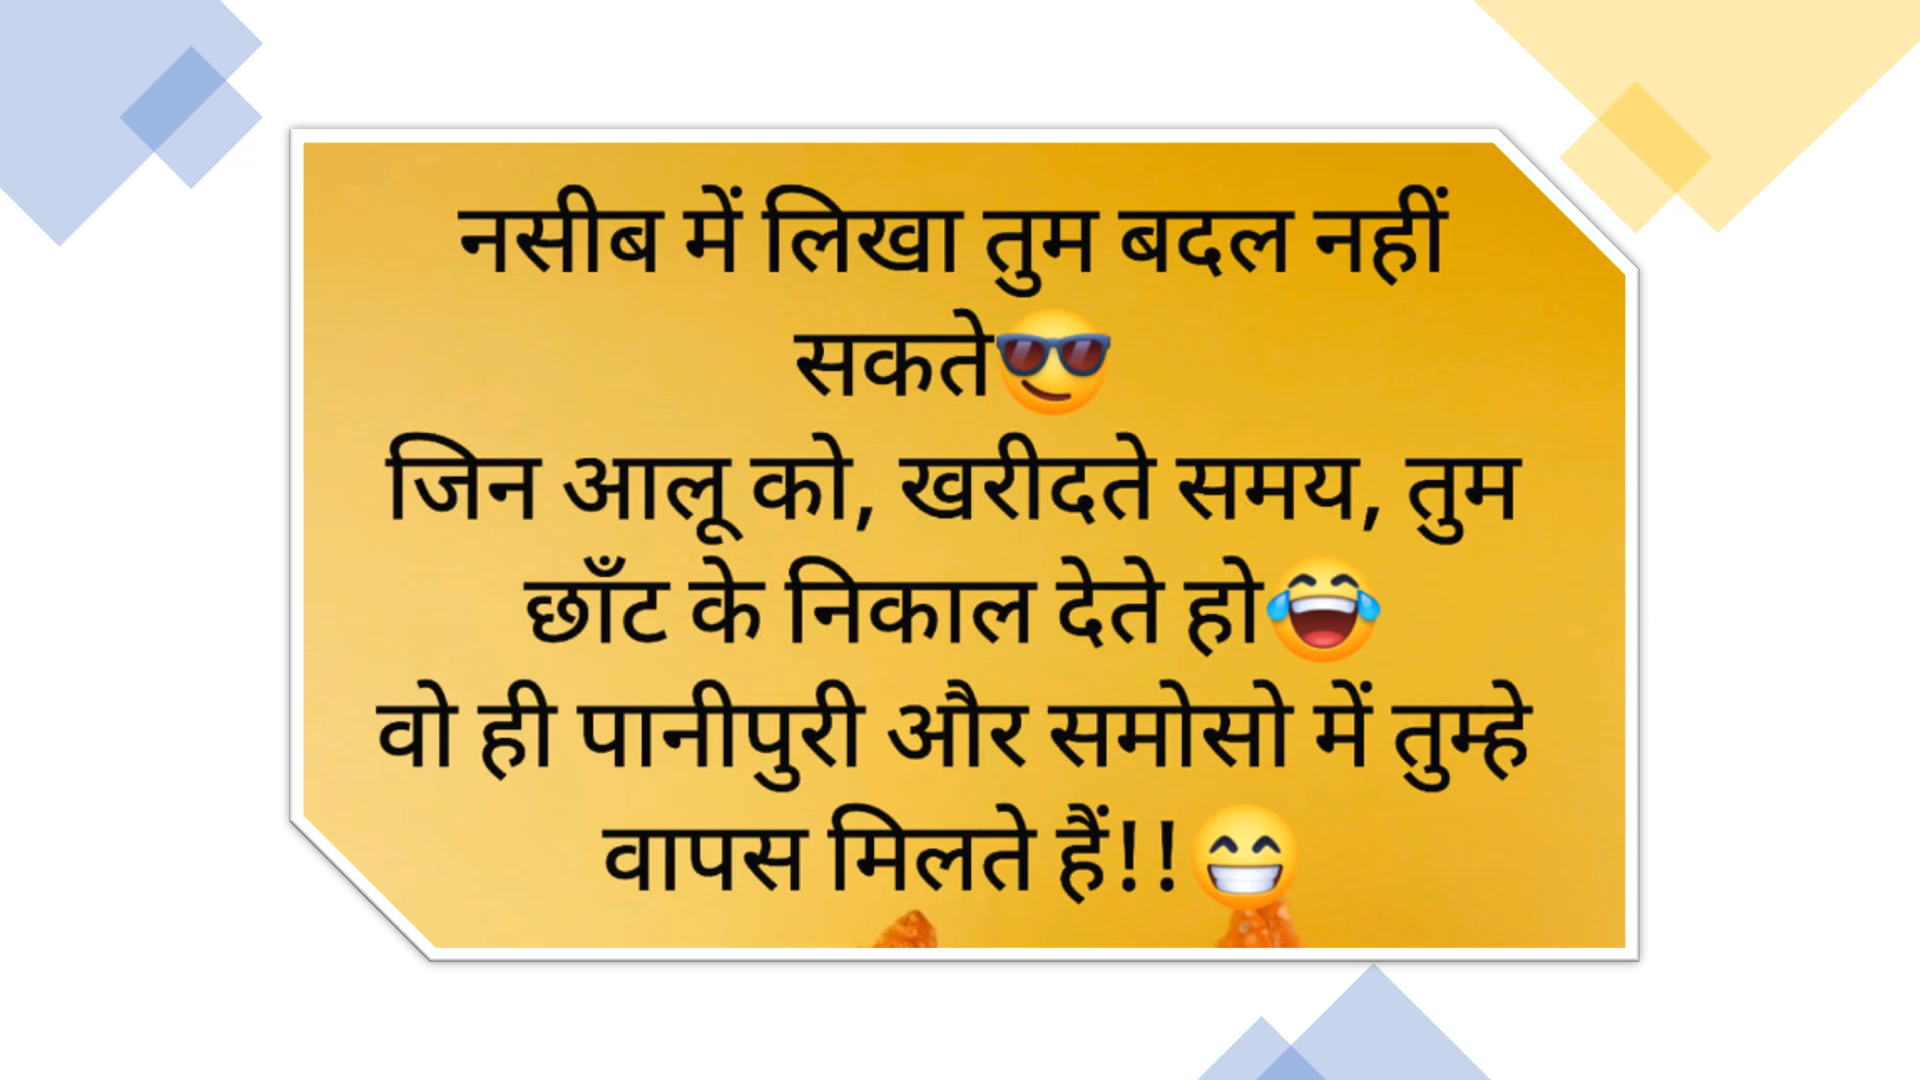 नसीब में लिखा तुम बदल नहीं
सकते😎
जिन आलू को, खरीदते समय, तुम
छाँट के निकाल देते हो😂
वो ही पानीपुरी और समोसो में तुम्हे
वापस मिलते हैं!!😁